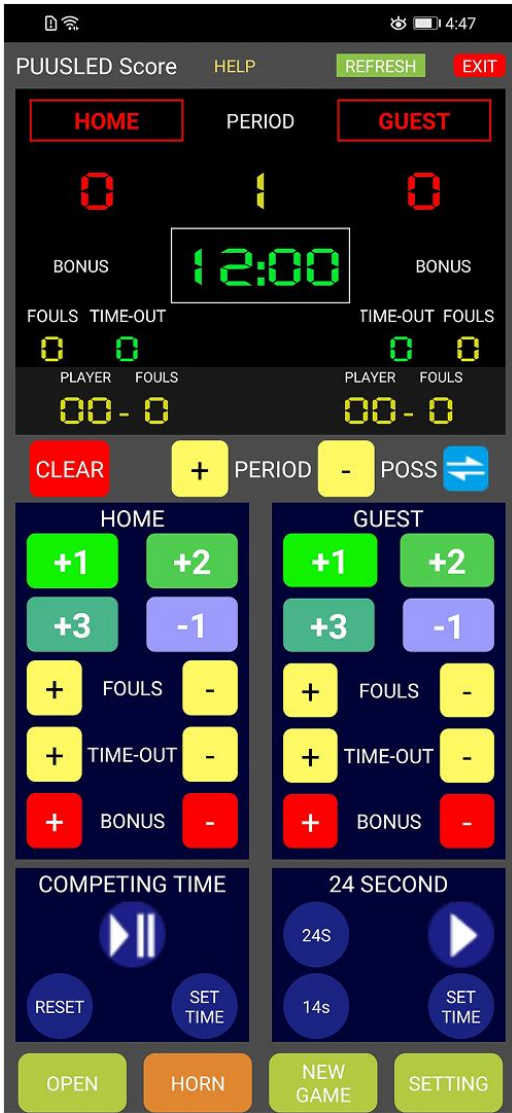 4:47
PUUSLED Score HELP REFRESH EXIT
HOME PERIOD GUEST
0 1 0
BONUS 12:00 BONUS
FOULS TIME-OUT TIME-OUT FOULS
0 0 0 0
PLAYER FOULS PLAYER FOULS
00- 0 00- 0
CLEAR + PERIOD - POSS
HOME GUEST
+1 +2 +1 +2
+3 -1 +3 -1
+ FOULS - + FOULS -
+ TIME-OUT - + TIME-OUT -
+ BONUS - + BONUS -
COMPETING TIME 24 SECOND
24S
RESET SET TIME 14s SET TIME
OPEN HORN NEW GAME SETTING